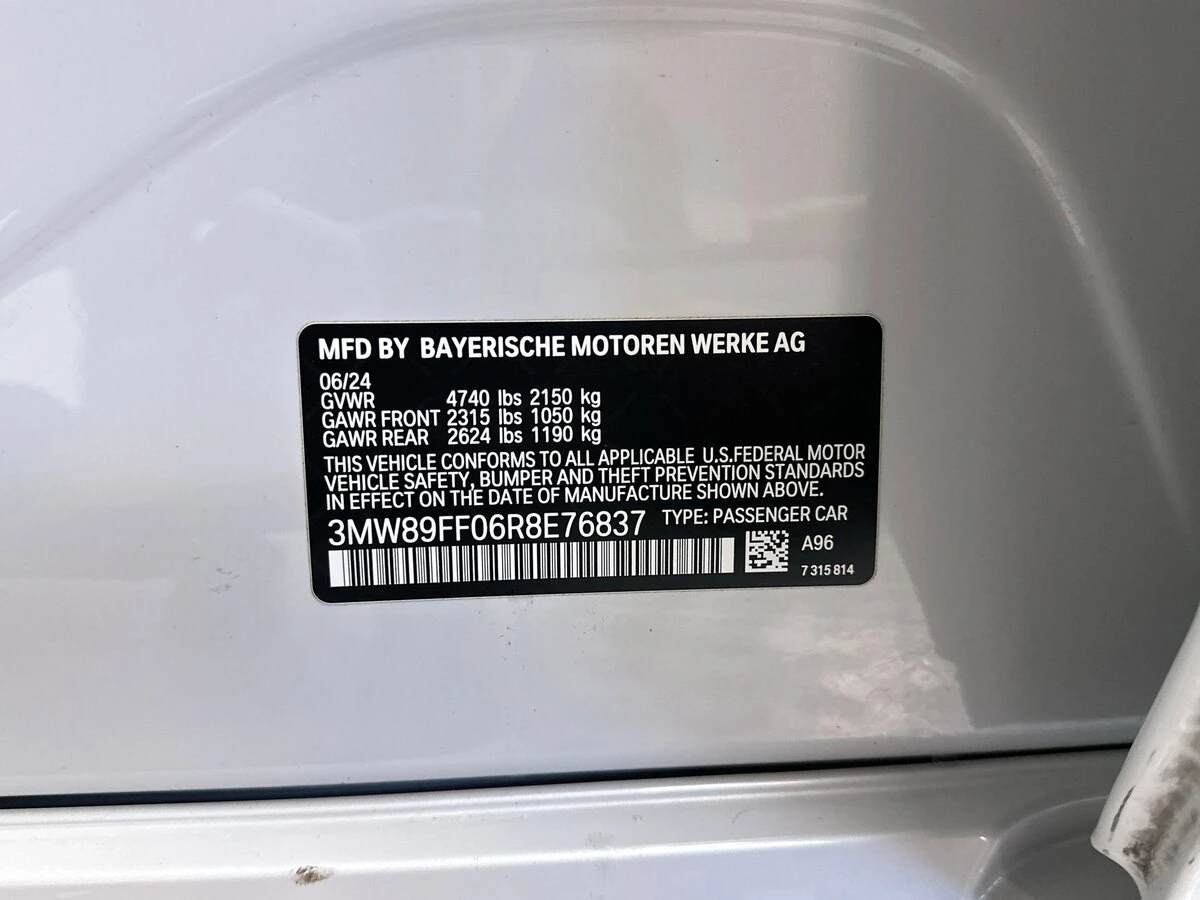 MFD BY BAYERISCHE MOTOREN WERKE AG
06/24
GVWR 4740 lbs 2150 kg
GAWR FRONT 2315 lbs 1050 kg
GAWR REAR 2624 lbs 1190 kg
THIS VEHICLE CONFORMS TO ALL APPLICABLE U.S.FEDERAL MOTOR
VEHICLE SAFETY, BUMPER AND THEFT PREVENTION STANDARDS
IN EFFECT ON THE DATE OF MANUFACTURE SHOWN ABOVE.
3MW89FF06R8E76837 TYPE: PASSENGER CAR
A96
7 315 814